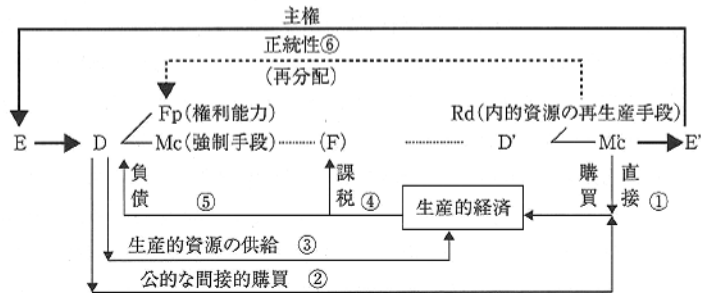 主権
正統性⑥
(再分配)
Fp(権利能力)
Rd(内的資源の再生産手段)
E D Mc(強制手段) (F) D' M'c E'
負債
⑤
課税
④
生産的経済
購買
直接
①
生産的資源の供給 ③
公的な間接的購買 ②